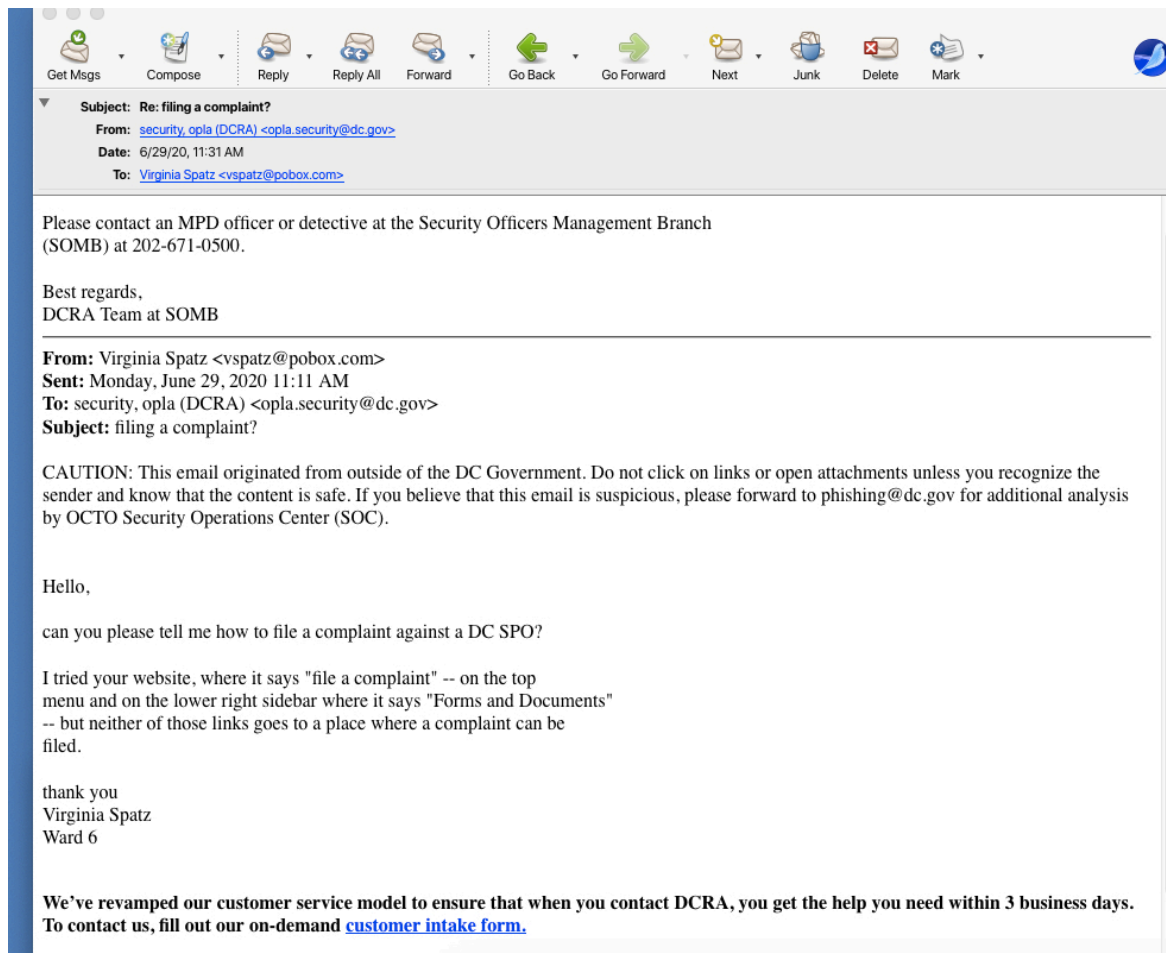 Get Msgs Compose Reply Reply All Forward Go Back Go Forward Next Junk Delete Mark
Subject: Re: filing a complaint?
From: security, opla (DCRA) <opla.security@dc.gov>
Date: 6/29/20, 11:31 AM
To: Virginia Spatz <vspatz@pobox.com>
Please contact an MPD officer or detective at the Security Officers Management Branch
(SOMB) at 202-671-0500.
Best regards,
DCRA Team at SOMB
From: Virginia Spatz <vspatz@pobox.com>
Sent: Monday, June 29, 2020 11:11 AM
To: security, opla (DCRA) <opla.security@dc.gov>
Subject: filing a complaint?
CAUTION: This email originated from outside of the DC Government. Do not click on links or open attachments unless you recognize the
sender and know that the content is safe. If you believe that this email is suspicious, please forward to phishing@dc.gov for additional analysis
by OCTO Security Operations Center (SOC).
Hello,
can you please tell me how to file a complaint against a DC SPO?
I tried your website, where it says "file a complaint" -- on the top
menu and on the lower right sidebar where it says "Forms and Documents"
-- but neither of those links goes to a place where a complaint can be
filed.
thank you
Virginia Spatz
Ward 6
We've revamped our customer service model to ensure that when you contact DCRA, you get the help you need within 3 business days.
To contact us, fill out our on-demand customer intake form.